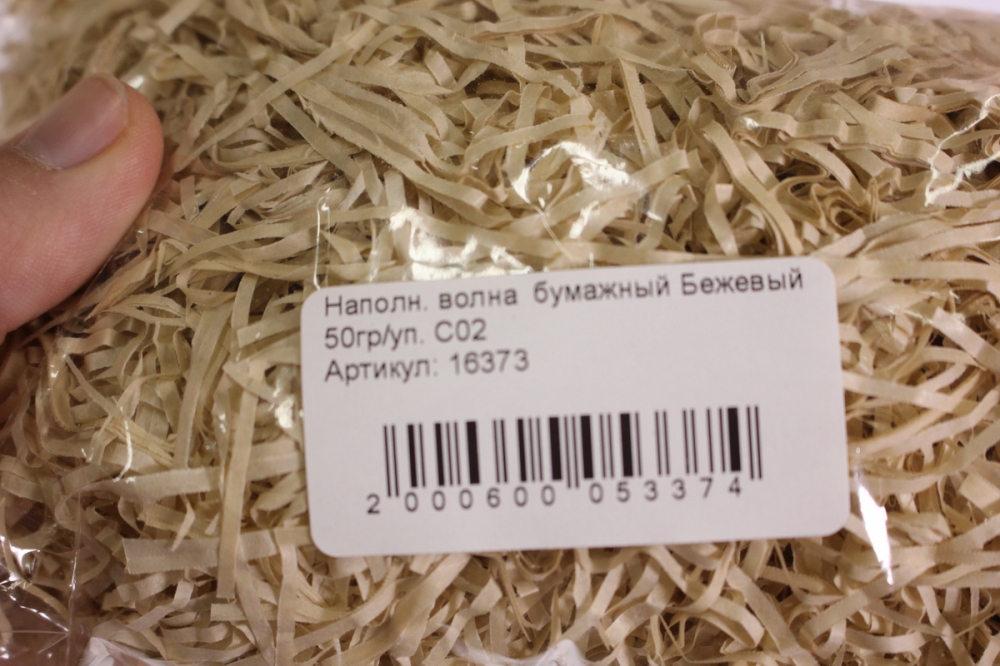 Наполн. волна бумажный Бежевый
50гр/уп. С02
Артикул: 16373
2 000600 053374